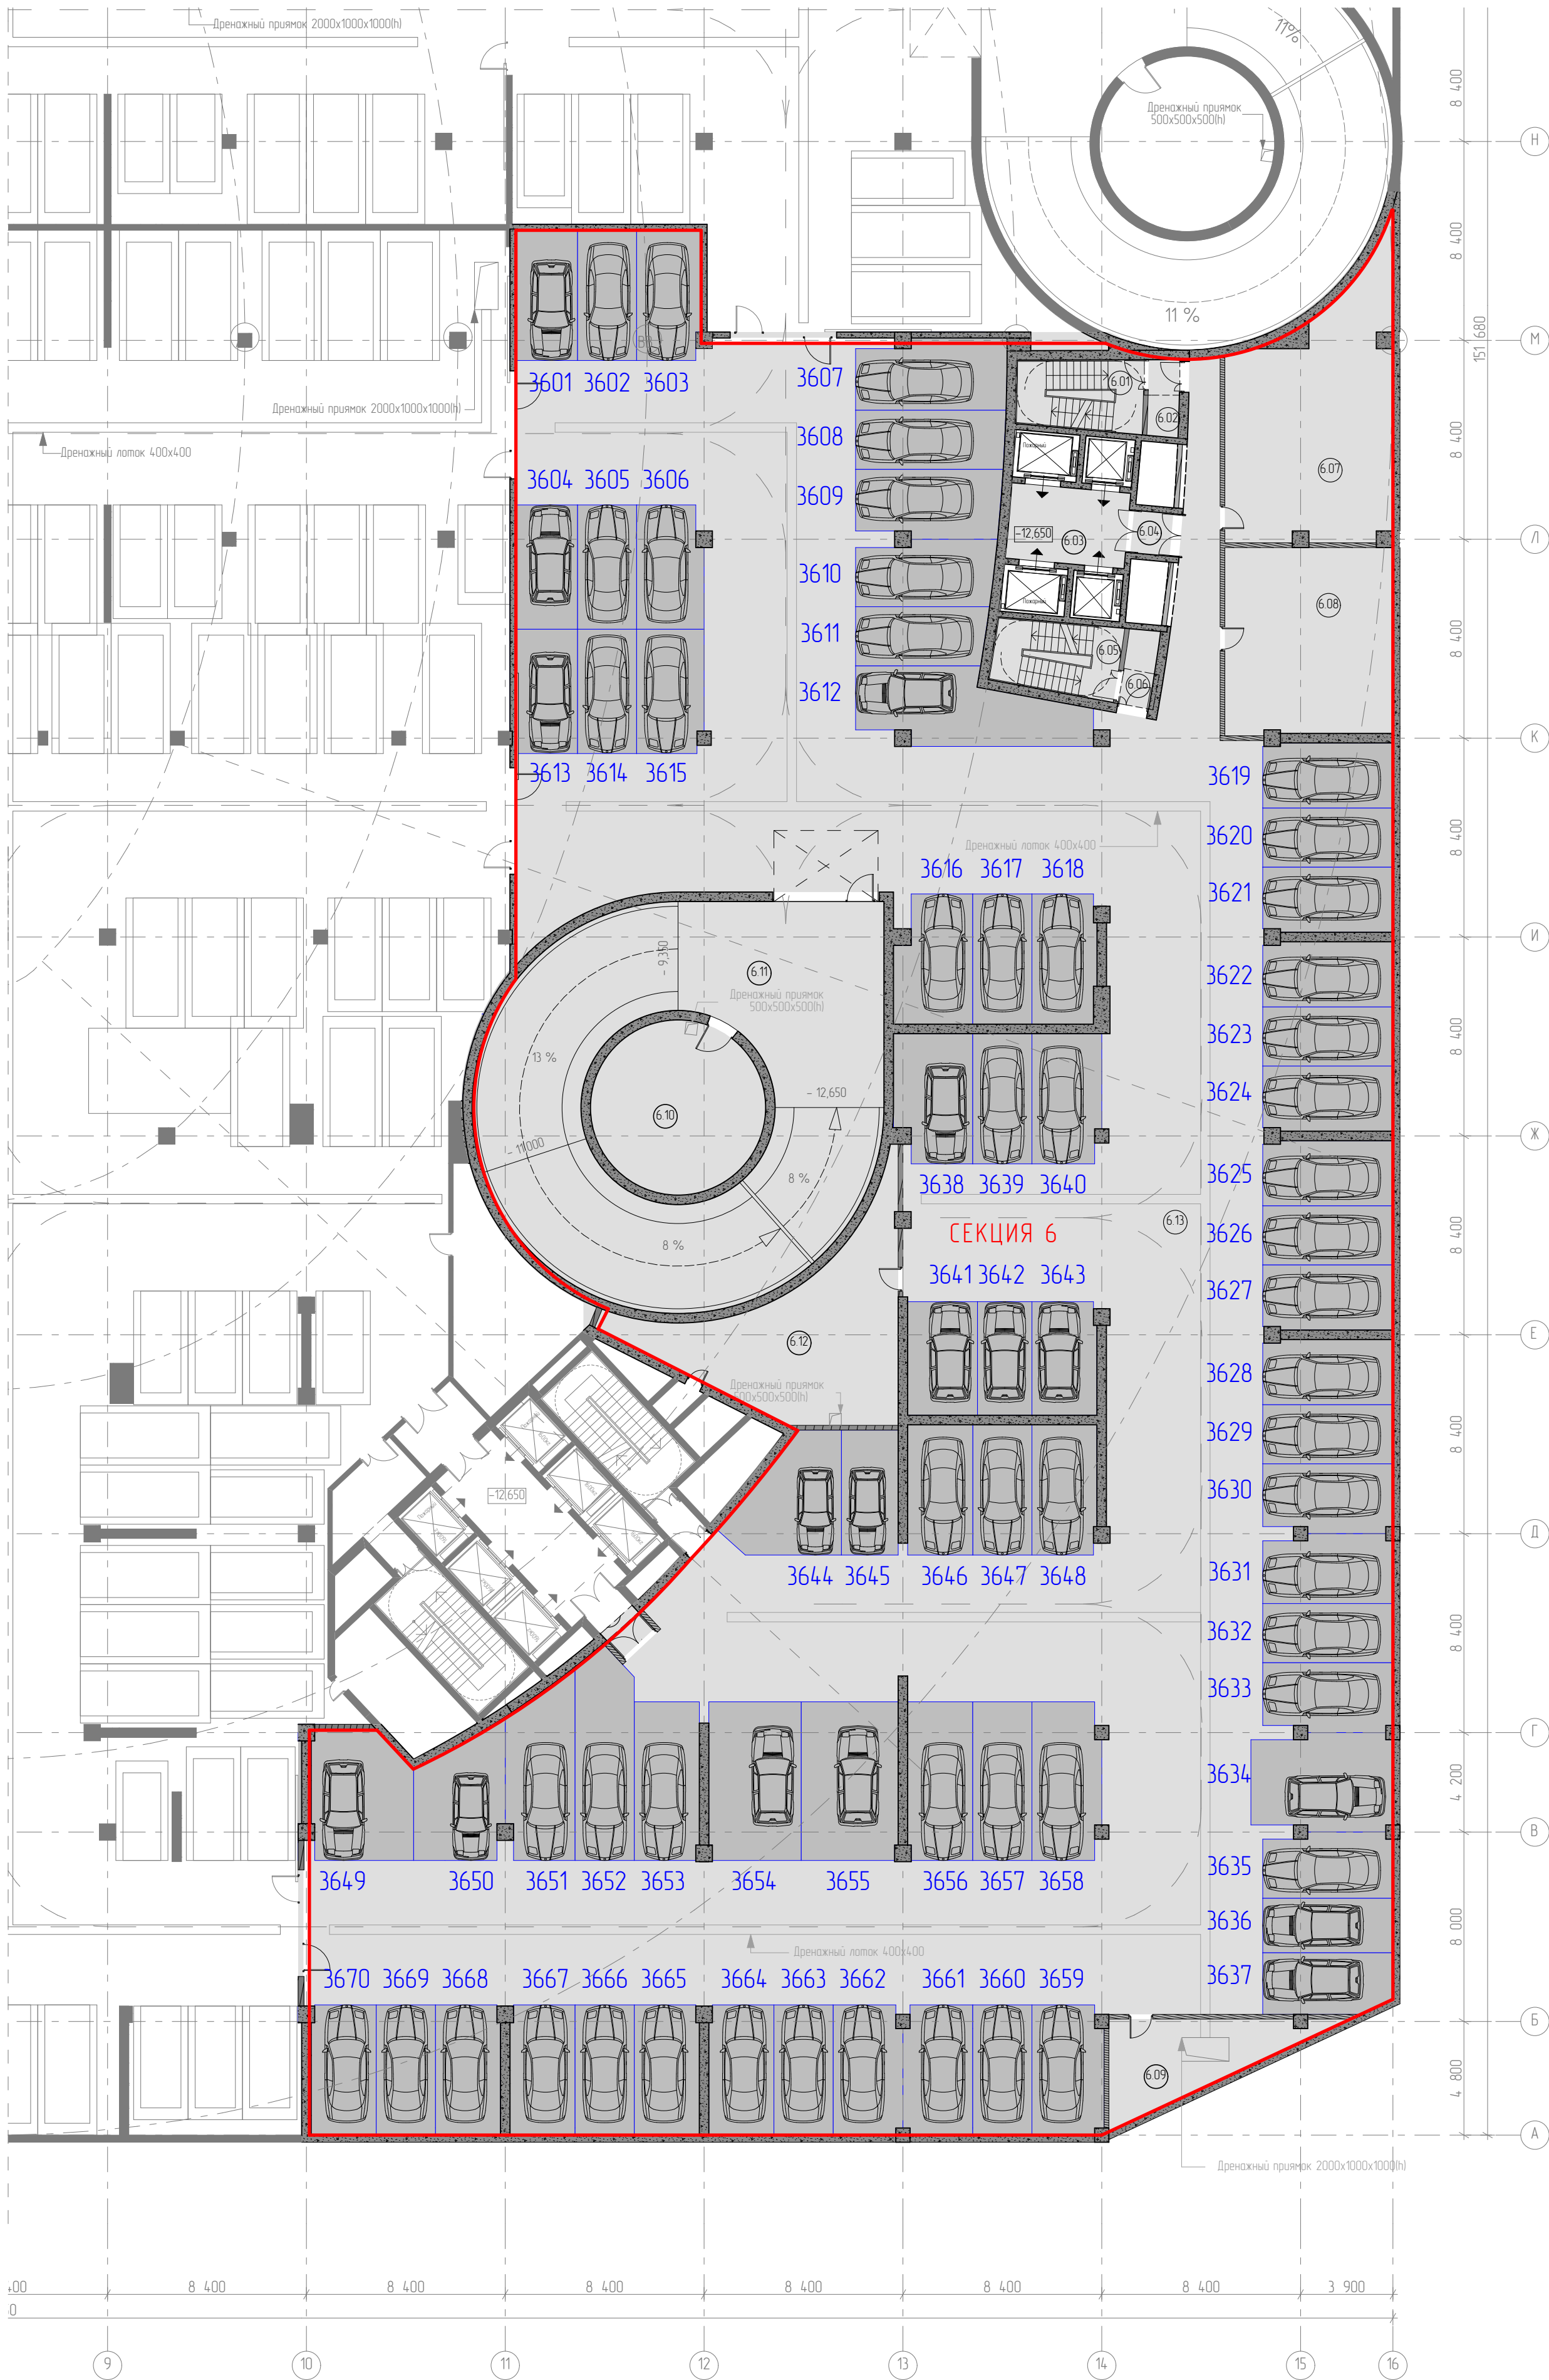 Дренажный приямок 2000х1000х1000(h)
11%
8 400
Дренажный приямок
500х500х500(h)
Н
8 400
11 %
М
151 680
3601 3602 3603
3607
6.01
Дренажный приямок 2000х1000х1000(h)
6.02
3608
8 400
Дренажный лоток 400х400
Пожарный
6.07
3604 3605 3606
3609
-12,650
6.03
6.04
Л
3610
Пожарный
6.08
3611
6.05
8 400
6.06
3612
К
3613 3614 3615
3619
3620
8 400
Дренажный лоток 400х400
3616 3617 3618
3621
И
- 9,350
6.11
3622
Дренажный приямок
500х500х500(h)
3623
8 400
13 %
- 12,650
3624
6.10
- 11,000
Ж
8 %
3625
3638 3639 3640
6.13
СЕКЦИЯ 6
3626
8 400
8 %
3641 3642 3643
3627
6.12
Е
3628
Дренажный приямок
500х500х500(h)
3629
8 400
-12,650
3630
Пожарный
Д
3644 3645 3646 3647 3648
3631
3632
8 400
3633
Г
3634
4 200
В
3649 3650 3651 3652 3653 3654 3655 3656 3657 3658
3635
3636
8 000
Дренажный лоток 400х400
3637
3670 3669 3668 3667 3666 3665 3664 3663 3662 3661 3660 3659
Б
6.09
4 800
А
Дренажный приямок 2000х1000х1000(h)
400 8 400 8 400 8 400 8 400 8 400 8 400 3 900
0
9 10 11 12 13 14 15 16